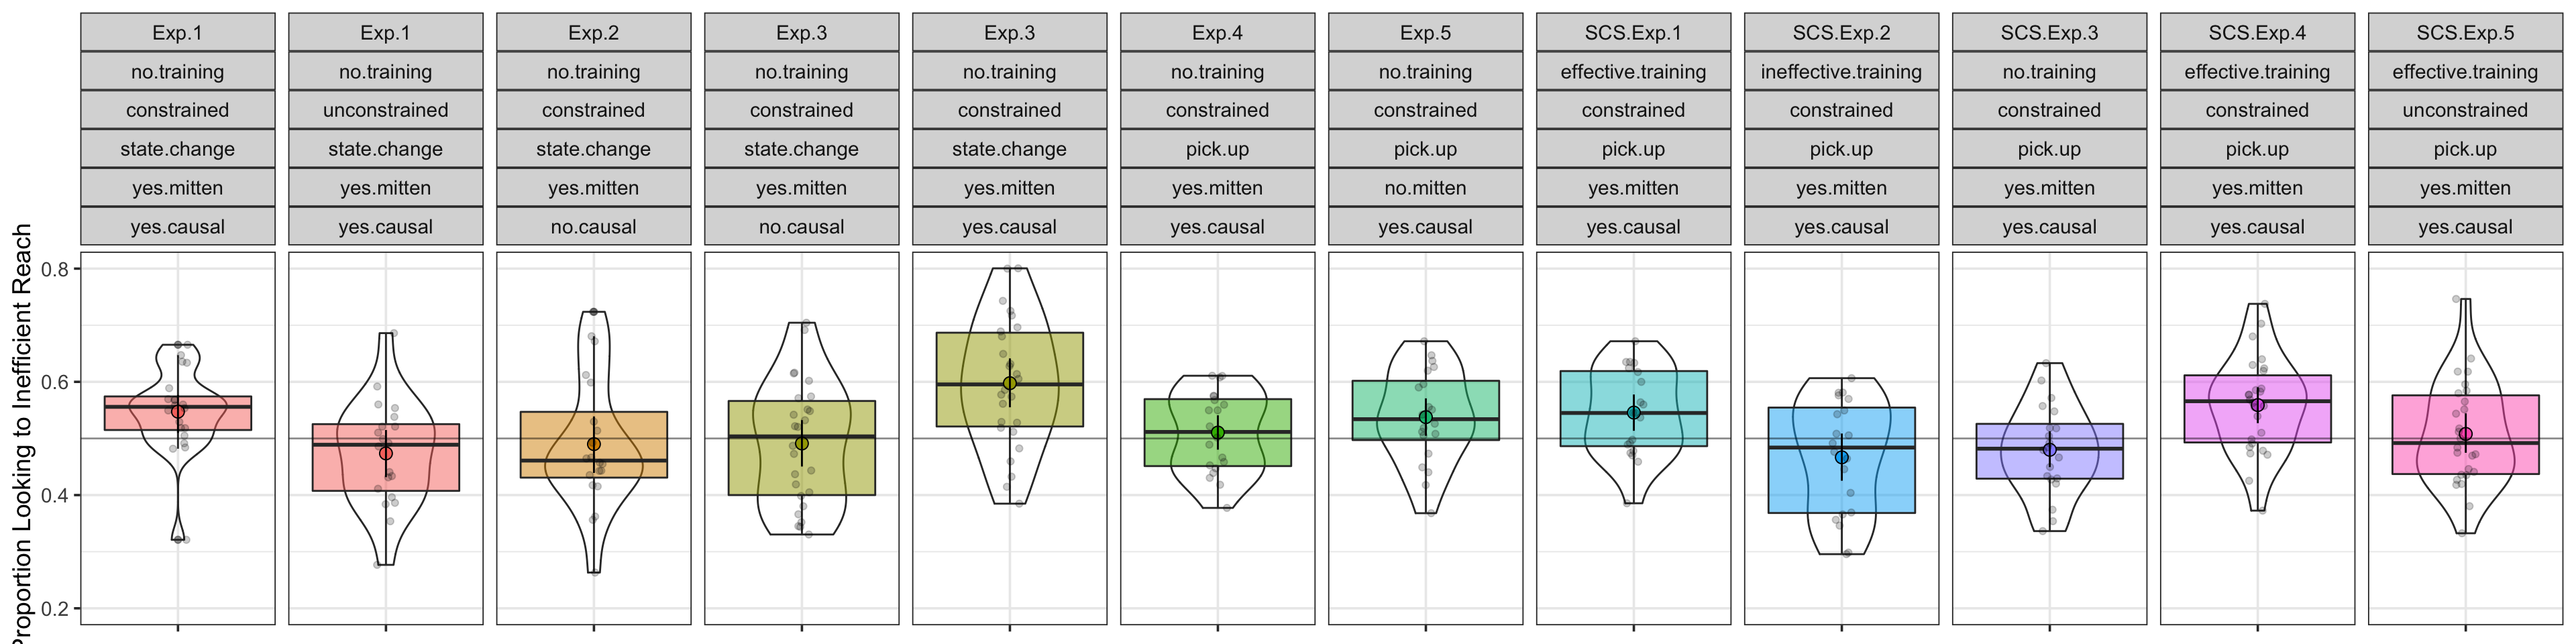 Exp.1 Exp.1 Exp.2 Exp.3 Exp.3 Exp.4 Exp.5 SCS.Exp.1 SCS.Exp.2 SCS.Exp.3 SCS.Exp.4 SCS.Exp.5
no.training no.training no.training no.training no.training no.training no.training effective.training ineffective.training no.training effective.training effective.training
constrained unconstrained constrained constrained constrained constrained constrained constrained constrained constrained constrained unconstrained
state.change state.change state.change state.change state.change pick.up pick.up pick.up pick.up pick.up pick.up pick.up
yes.mitten yes.mitten yes.mitten yes.mitten yes.mitten yes.mitten no.mitten yes.mitten yes.mitten yes.mitten yes.mitten yes.mitten
yes.causal yes.causal no.causal no.causal yes.causal yes.causal yes.causal yes.causal yes.causal yes.causal yes.causal yes.causal
Proportion Looking to Inefficient Reach
0.8
0.6
0.4
0.2